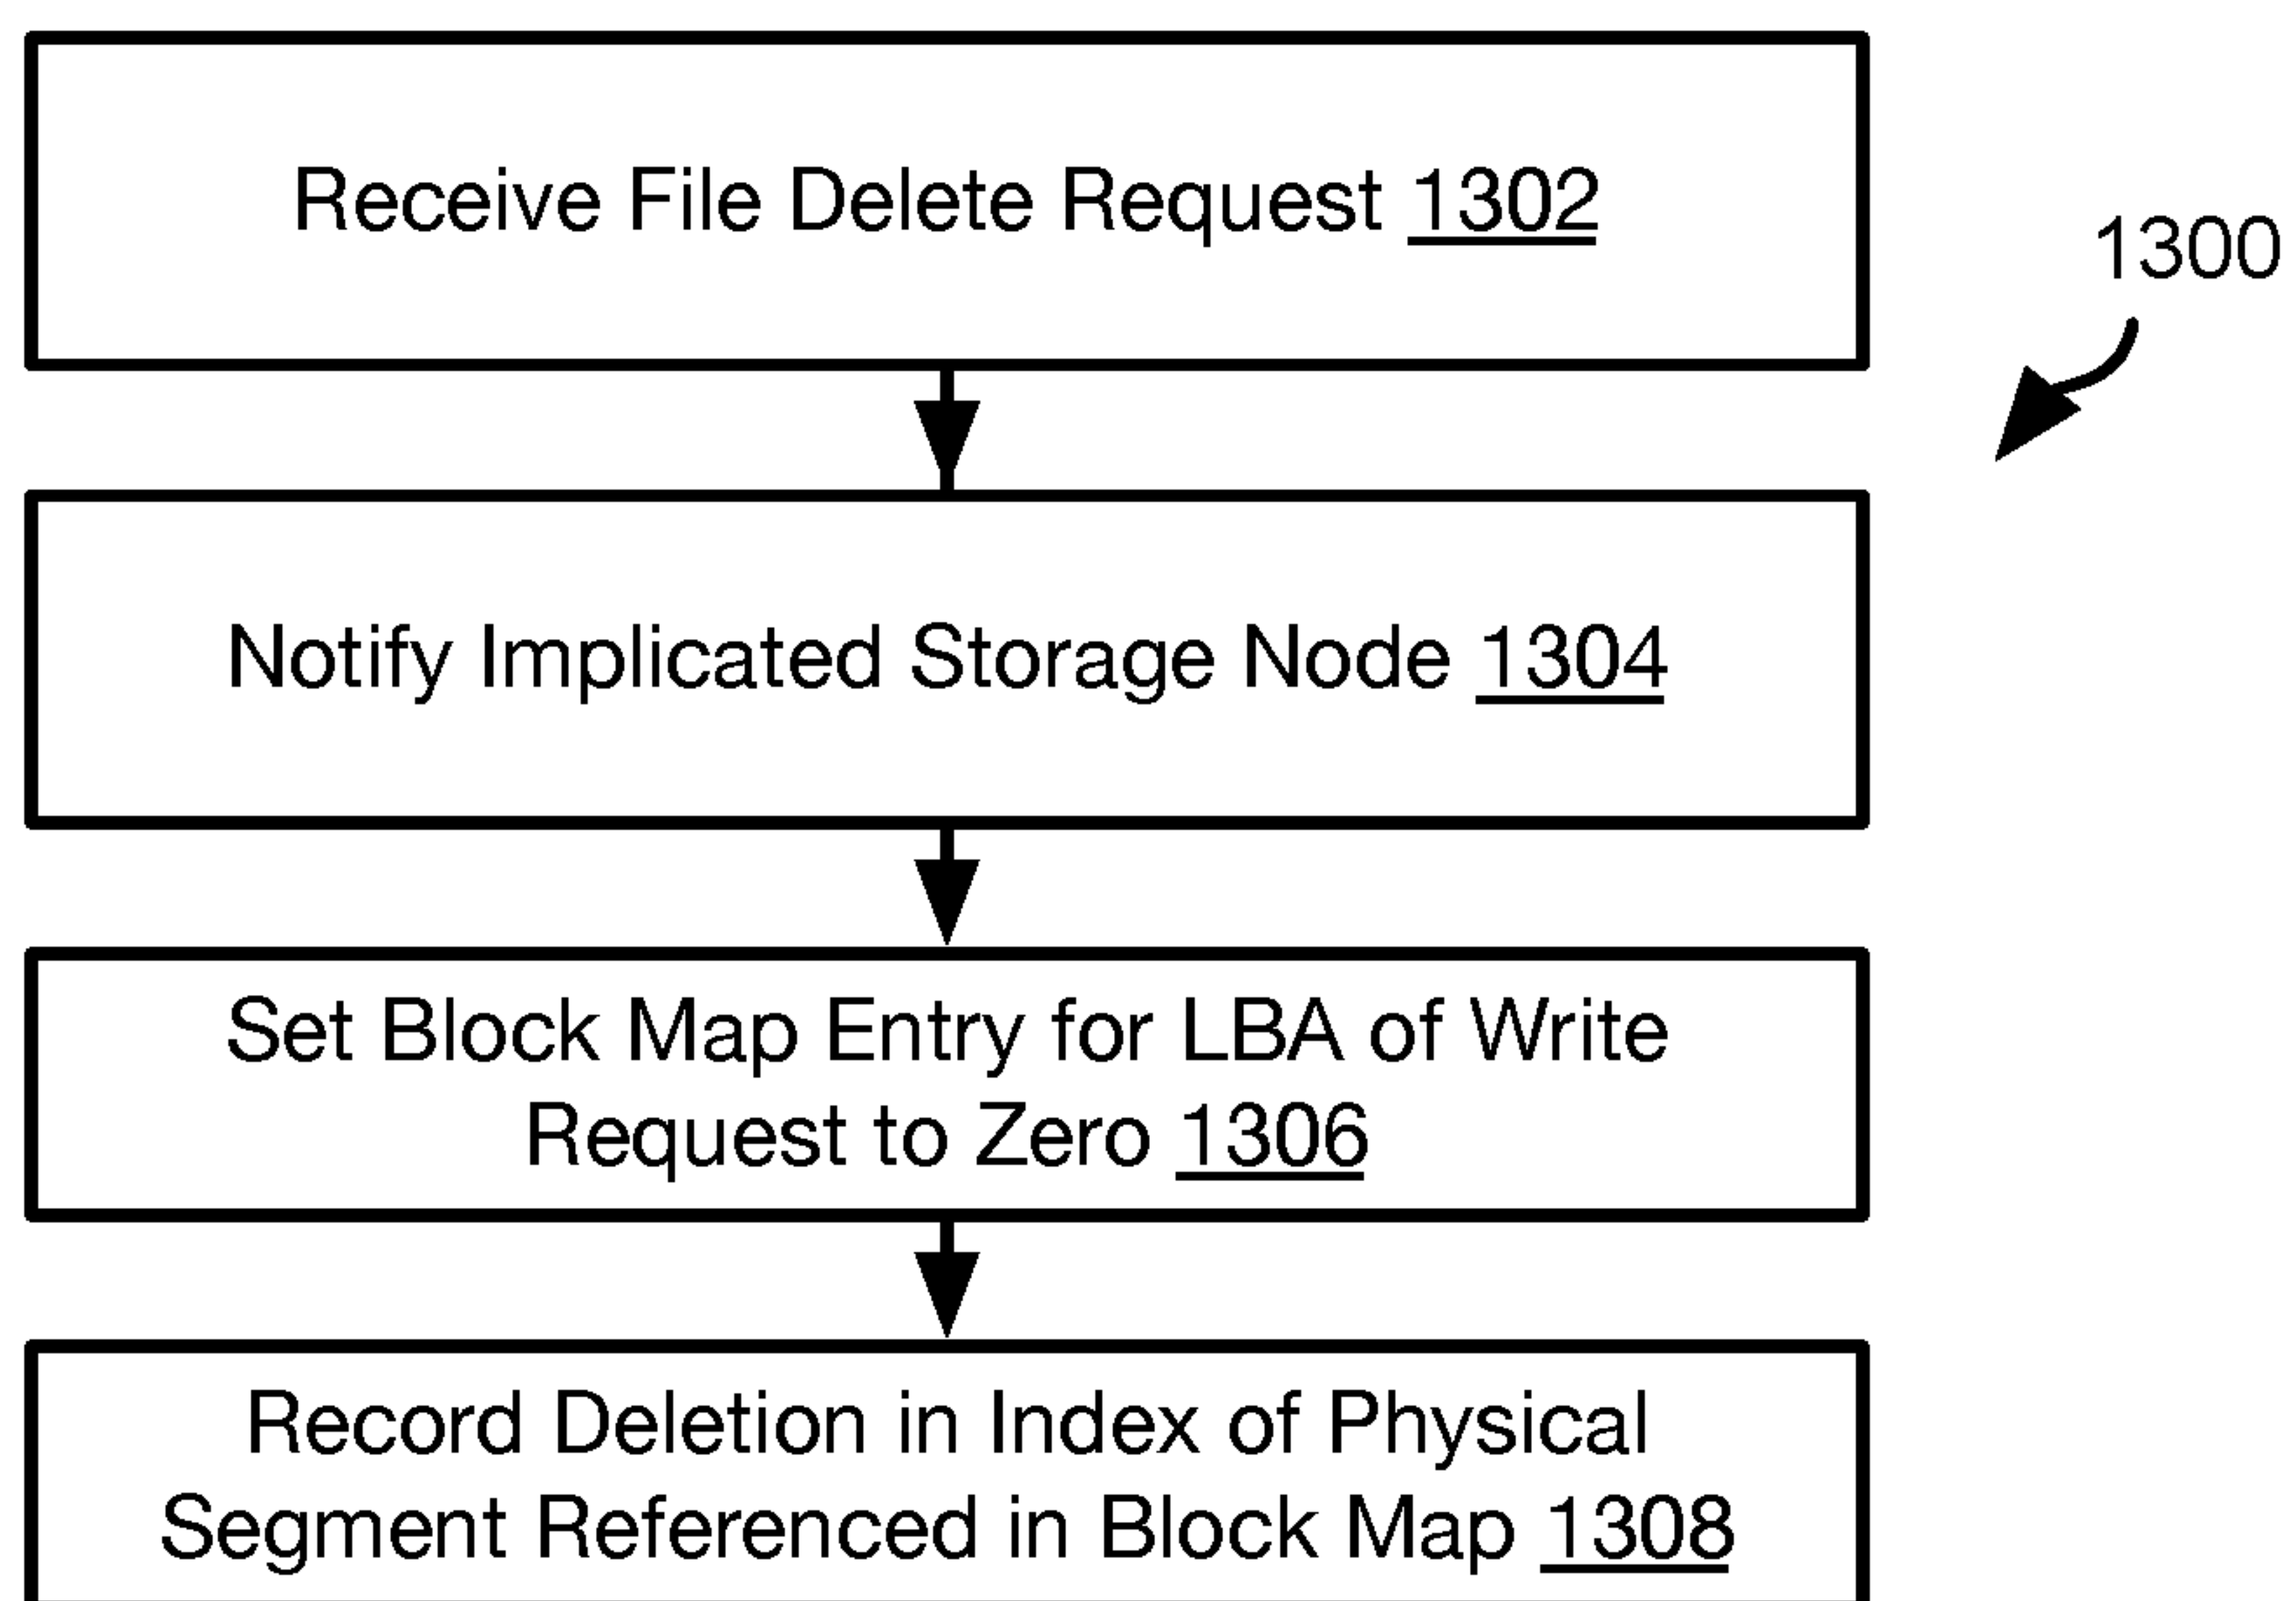 Receive File Delete Request 1302
1300
Notify Implicated Storage Node 1304
Set Block Map Entry for LBA of Write
Request to Zero 1306
Record Deletion in Index of Physical
Segment Referenced in Block Map 1308